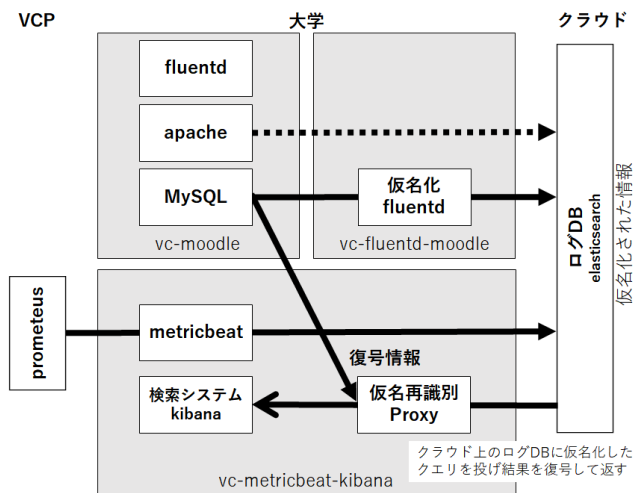 VCP
大学
クラウド
fluentd
apache
MySQL
仮名化
fluentd
vc-moodle
vc-fluentd-moodle
ログDB
elasticsearch
仮名化された情報
prometeus
metricbeat
復号情報
検索システム
kibana
仮名再識別
Proxy
クラウド上のログDBに仮名化した
クエリを投げ結果を復号して返す
vc-metricbeat-kibana